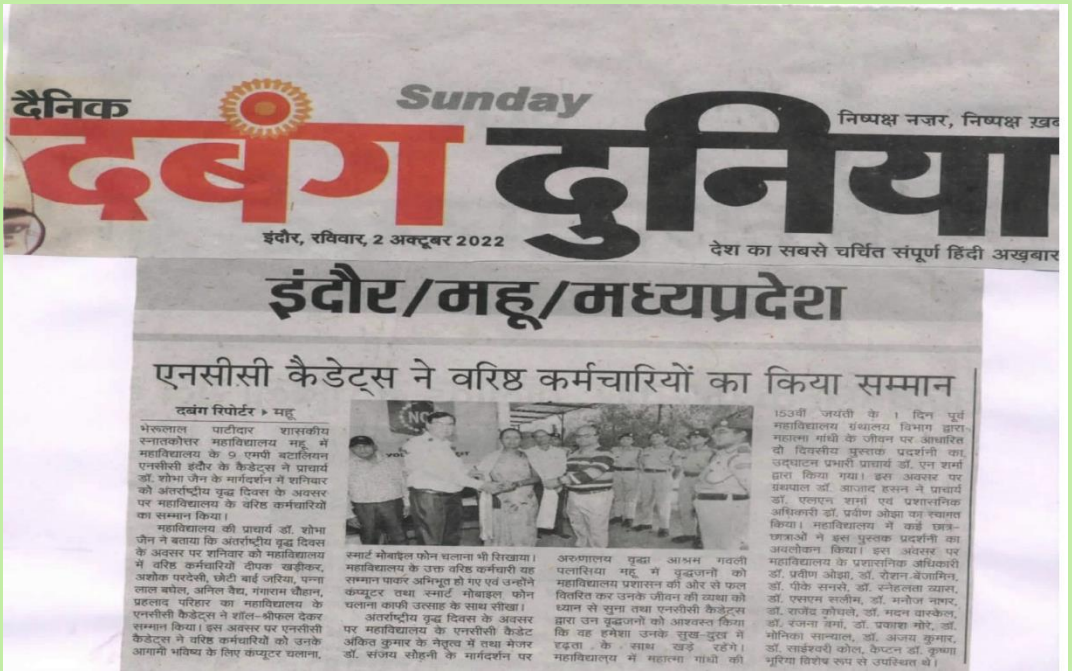 दैनिक
दबंग दुनिया
Sunday
निष्पक्ष नज़र, निष्पक्ष
इंदौर, रविवार, 2 अक्टूबर 2022
देश का सबसे चर्चित संपूर्ण हिंदी अख़बार
इंदौर/महू/मध्यप्रदेश
एनसीसी कैडेट्स ने वरिष्ठ कर्मचारियों का किया सम्मान
दबंग रिपोर्टर ▸ महू
भेरूलाल पाटीदार शासकीय
स्नातकोत्तर महाविद्यालय महू में
महाविद्यालय के 9 एमपी बटालियन
एनसीसी इंदौर के कैडेट्स ने प्राचार्य
डॉ. शोभा जैन के मार्गदर्शन में शनिवार
को अंतर्राष्ट्रीय वृद्ध दिवस के अवसर
पर महाविद्यालय के वरिष्ठ कर्मचारियों
का सम्मान किया।
महाविद्यालय की प्राचार्य डॉ. शोभा
जैन ने बताया कि अंतर्राष्ट्रीय वृद्ध दिवस
के अवसर पर शनिवार को महाविद्यालय
में वरिष्ठ कर्मचारियों दीपक खड़ीकर,
अशोक परदेसी, छोटी बाई जरिया, पन्ना
लाल बघेल, अनिल वैद्य, गंगाराम चौहान,
प्रहलाद परिहार का महाविद्यालय के
एनसीसी कैडेट्स ने शॉल-श्रीफल देकर
सम्मान किया। इस अवसर पर एनसीसी
कैडेट्स ने वरिष्ठ कर्मचारियों को उनके
आगामी भविष्य के लिए कंप्यूटर चलाना,
NC
स्मार्ट मोबाईल फोन चलाना भी सिखाया।
महाविद्यालय के उक्त वरिष्ठ कर्मचारी यह
सम्मान पाकर अभिभूत हो गए एवं उन्होंने
कंप्यूटर तथा स्मार्ट मोबाइल फोन
चलाना काफी उत्साह के साथ सीखा।
अंतर्राष्ट्रीय वृद्ध दिवस के अवसर
पर महाविद्यालय के एनसीसी कैडेट
अंकित कुमार के नेतृत्व में तथा मेजर
डॉ. संजय सोहनी के मार्गदर्शन पर
अरुणालय वृद्धा आश्रम गवली
पलासिया महू में वृद्धजनों को
महाविद्यालय प्रशासन की ओर से फल
वितरित कर उनके जीवन की व्यथा को
ध्यान से सुना तथा एनसीसी कैडेट्स
द्वारा उन वृद्धजनों को आश्वस्त किया
कि वह हमेशा उनके सुख-दुख में
दृढ़ता के साथ खड़े रहेंगे।
महाविद्यालय में महात्मा गांधी की
153वीं जयंती के 1 दिन पूर्व
महाविद्यालय ग्रंथालय विभाग द्वारा
महात्मा गांधी के जीवन पर आधारित
दो दिवसीय पुस्तक प्रदर्शनी का
उद्घाटन प्रभारी प्राचार्य डॉ. एन शर्मा
द्वारा किया गया। इस अवसर पर
ग्रंथपाल डॉ. आजाद हसन ने प्राचार्य
डॉ. एलएन शर्मा एवं प्रशासनिक
अधिकारी डॉ. प्रवीण ओझा का स्वागत
किया। महाविद्यालय में कई छात्र-
छात्राओं ने इस पुस्तक प्रदर्शनी का
अवलोकन किया। इस अवसर पर
महाविद्यालय के प्रशासनिक अधिकारी
डॉ. प्रवीण ओझा, डॉ. रोशन बेंजामिन,
डॉ. पीके सनसे, डॉ. स्नेहलता व्यास,
डॉ. एसएम सलीम, डॉ. मनोज नागर,
डॉ. राजेंद्र कोचले, डॉ. मदन वास्केल,
डॉ. रंजना वर्मा, डॉ. प्रकाश मोरे, डॉ.
मोनिका सान्याल, डॉ. अजय कुमार,
डॉ. साईश्वरी कोल, कैप्टन डॉ. कृष्णा
भूरिया विशेष रूप से उपस्थित थे।